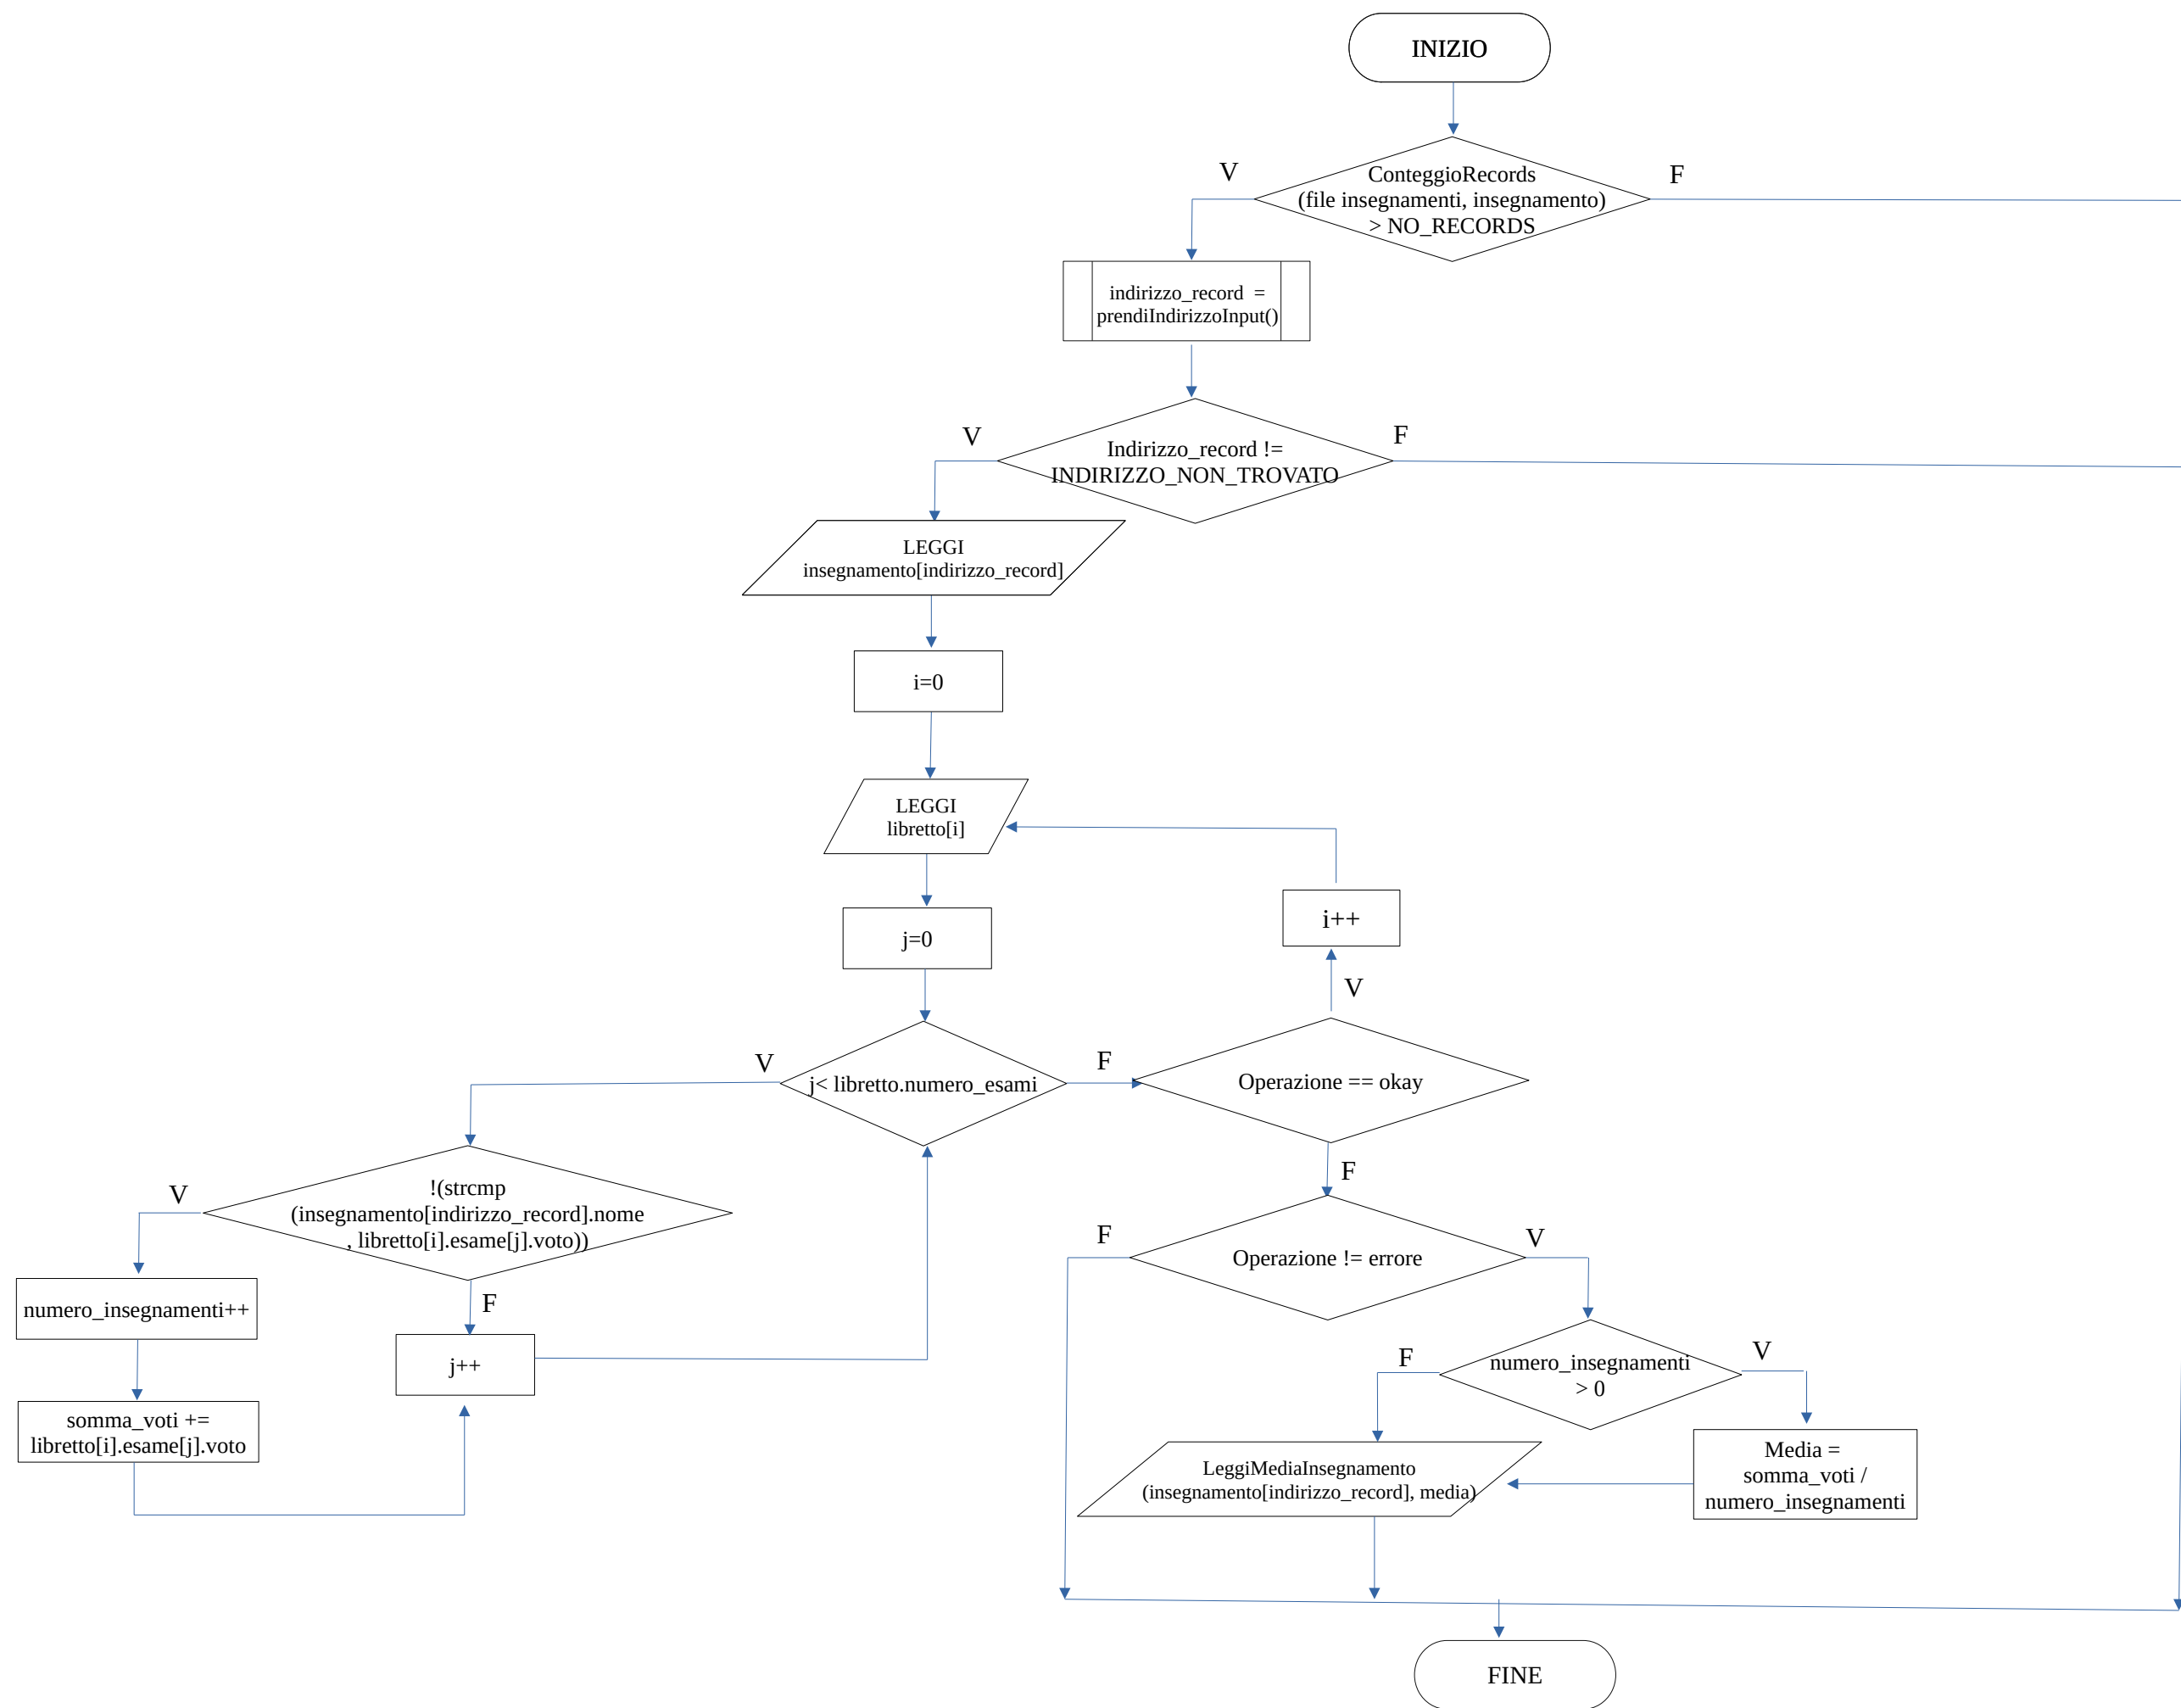 INIZIO
V
F
ConteggioRecords
(file insegnamenti, insegnamento)
> NO_RECORDS
indirizzo_record =
prendiIndirizzoInput()
V
F
Indirizzo_record !=
INDIRIZZO_NON_TROVATO
LEGGI
insegnamento[indirizzo_record]
i=0
LEGGI
libretto[i]
i++
j=0
V
V
F
j< libretto.numero_esami
Operazione == okay
F
V
!(strcmp
(insegnamento[indirizzo_record].nome
, libretto[i].esame[j].voto))
F
V
Operazione != errore
numero_insegnamenti++
F
j++
F
V
numero_insegnamenti
> 0
somma_voti +=
libretto[i].esame[j].voto
Media =
somma_voti /
numero_insegnamenti
LeggiMediaInsegnamento
(insegnamento[indirizzo_record], media)
FINE